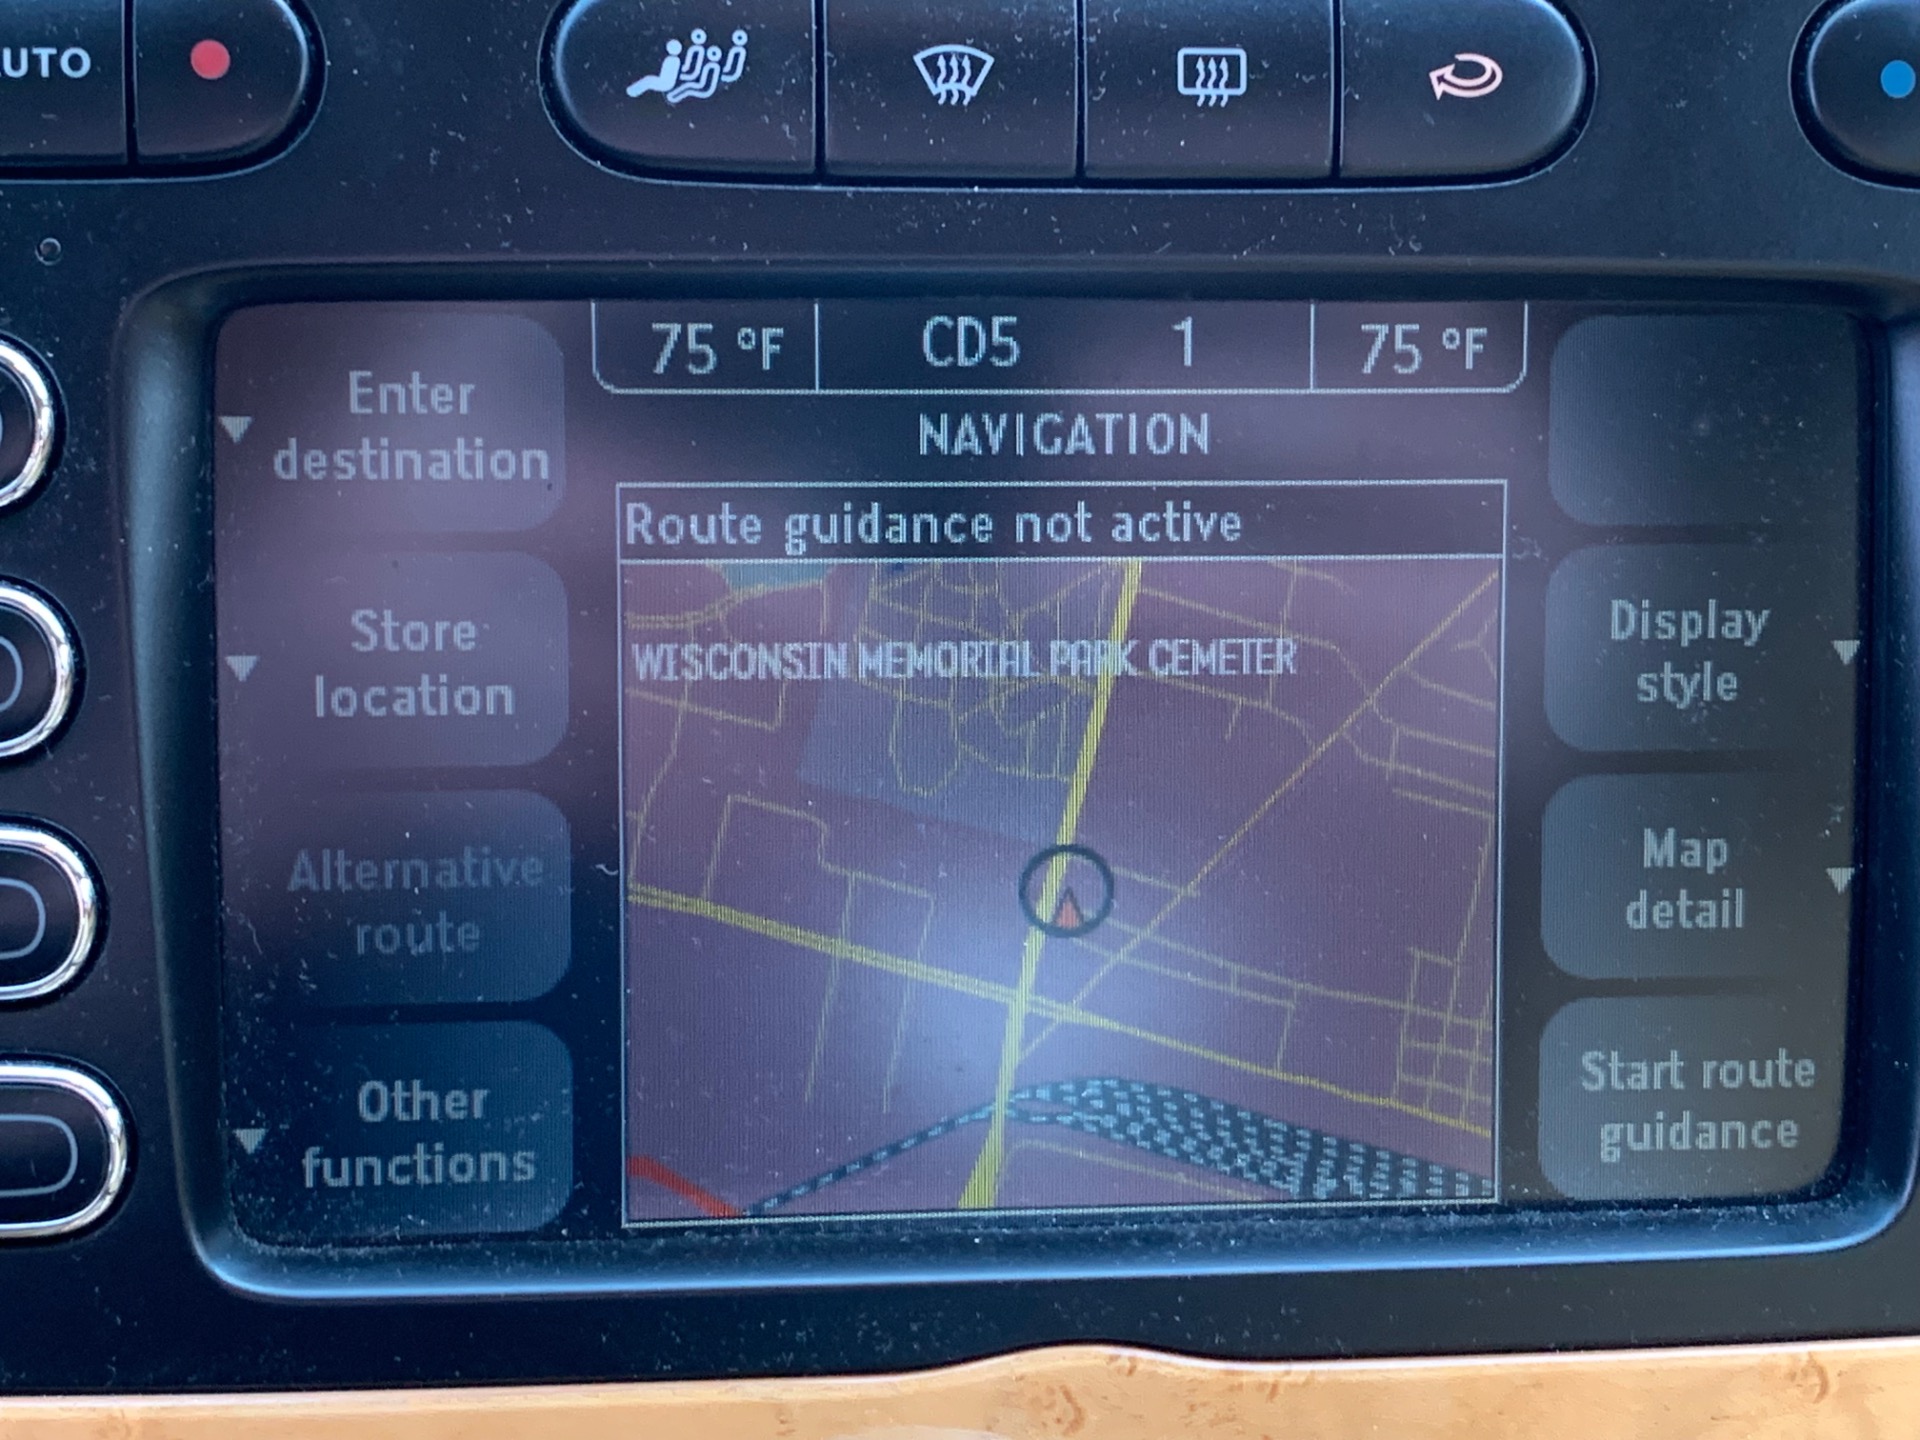 AUTO
75 °F
CD5 1
75 °F
NAVIGATION
Enter
destination
Store
location
Alternative
route
Other
functions
Route guidance not active
WISCONSIN MEMORIAL PARK CEMETER
Display
style
Map
detail
Start route
guidance